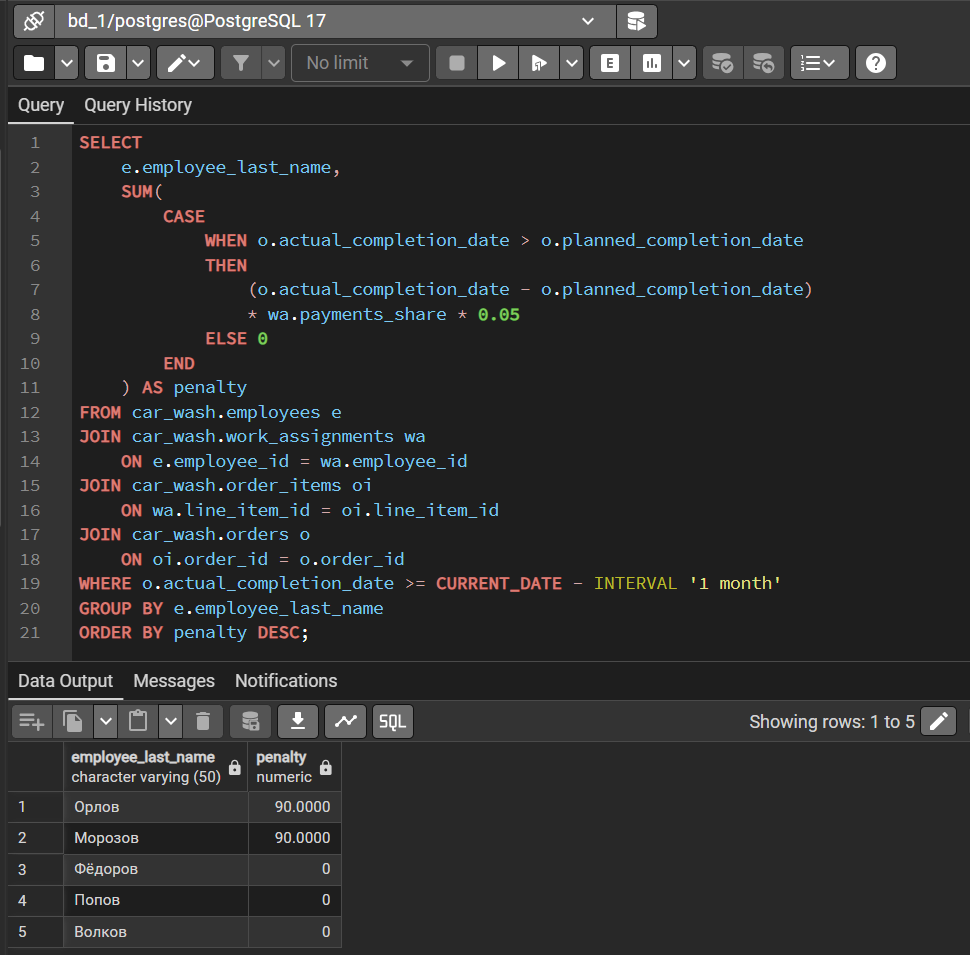 bd_1/postgres@PostgreSQL 17
No limit
E
Query Query History
1 SELECT
2 e.employee_last_name,
3 SUM(
4 CASE
5 WHEN o.actual_completion_date > o.planned_completion_date
6 THEN
7 (o.actual_completion_date - o.planned_completion_date)
8 * wa.payments_share * 0.05
9 ELSE 0
10 END
11 ) AS penalty
12 FROM car_wash.employees e
13 JOIN car_wash.work_assignments wa
14 ON e.employee_id = wa.employee_id
15 JOIN car_wash.order_items oi
16 ON wa.line_item_id = oi.line_item_id
17 JOIN car_wash.orders o
18 ON oi.order_id = o.order_id
19 WHERE o.actual_completion_date >= CURRENT_DATE - INTERVAL '1 month'
20 GROUP BY e.employee_last_name
21 ORDER BY penalty DESC;
Data Output Messages Notifications
SQL Showing rows: 1 to 5
employee_last_name penalty
character varying (50) numeric
1 Орлов 90.0000
2 Морозов 90.0000
3 Фёдоров 0
4 Попов 0
5 Волков 0